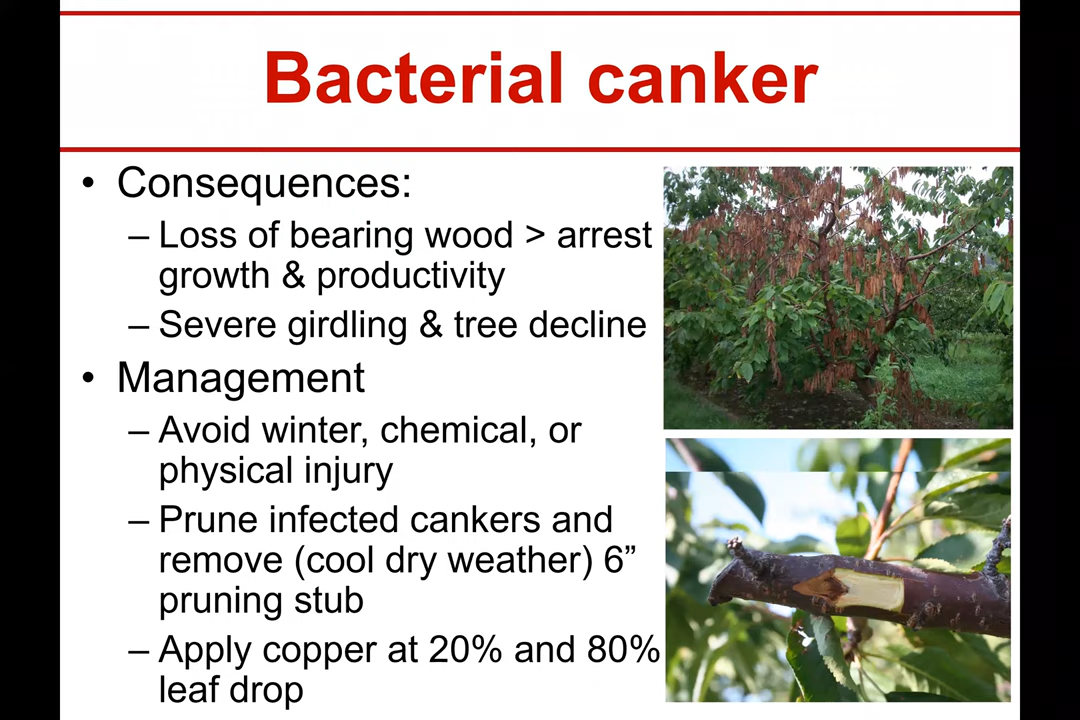 Bacterial canker
• Consequences:
– Loss of bearing wood > arrest
growth & productivity
– Severe girdling & tree decline
• Management
– Avoid winter, chemical, or
physical injury
– Prune infected cankers and
remove (cool dry weather) 6”
pruning stub
– Apply copper at 20% and 80%
leaf drop